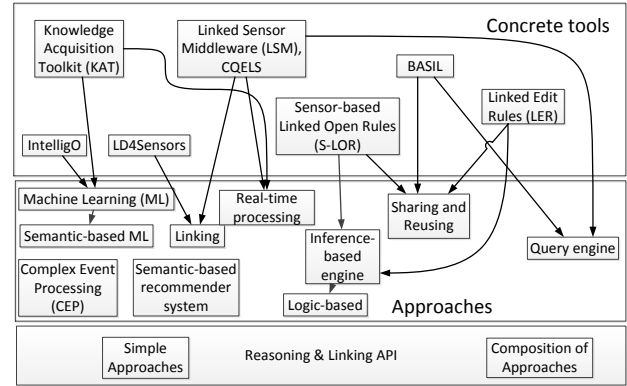 Concrete tools
Knowledge
Acquisition
Toolkit (KAT)
Linked Sensor
Middleware (LSM),
CQELS
BASIL
Linked Edit
Rules (LER)
Sensor-based
Linked Open Rules
(S-LOR)
IntelligO
LD4Sensors
Machine Learning (ML)
Real-time
processing
Sharing and
Reusing
Semantic-based ML
Linking
Inference-
based
engine
Query engine
Complex Event
Processing
(CEP)
Semantic-based
recommender
system
Logic-based
Approaches
Simple
Approaches
Reasoning & Linking API
Composition of
Approaches